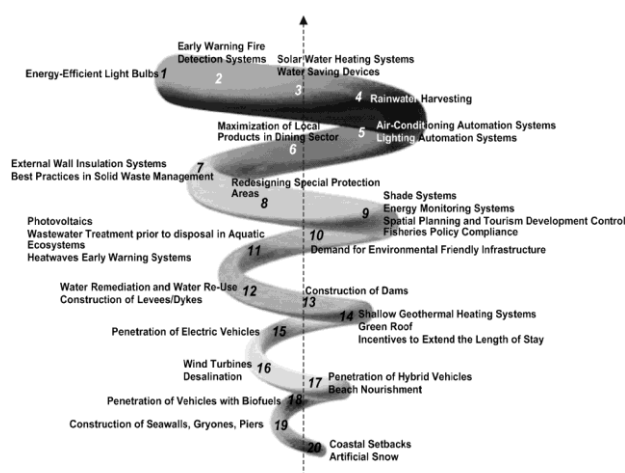 Early Warning Fire
Detection Systems
Solar Water Heating Systems
Water Saving Devices
Energy-Efficient Light Bulbs
1
2
3
4
Rainwater Harvesting
Maximization of Local
Products in Dining Sector
5
Air-Conditioning Automation Systems
Lighting Automation Systems
6
External Wall Insulation Systems
Best Practices in Solid Waste Management
7
Redesigning Special Protection
Areas
8
9
Shade Systems
Energy Monitoring Systems
Spatial Planning and Tourism Development Control
Fisheries Policy Compliance
Photovoltaics
Wastewater Treatment prior to disposal in Aquatic
Ecosystems
Heatwaves Early Warning Systems
10
Demand for Environmental Friendly Infrastructure
11
Water Remediation and Water Re-Use
Construction of Levees/Dykes
12
Construction of Dams
13
14
Shallow Geothermal Heating Systems
Green Roof
Incentives to Extend the Length of Stay
Penetration of Electric Vehicles
15
Wind Turbines
Desalination
16
17
Penetration of Hybrid Vehicles
Beach Nourishment
Penetration of Vehicles with Biofuels
18
Construction of Seawalls, Gryones, Piers
19
20
Coastal Setbacks
Artificial Snow